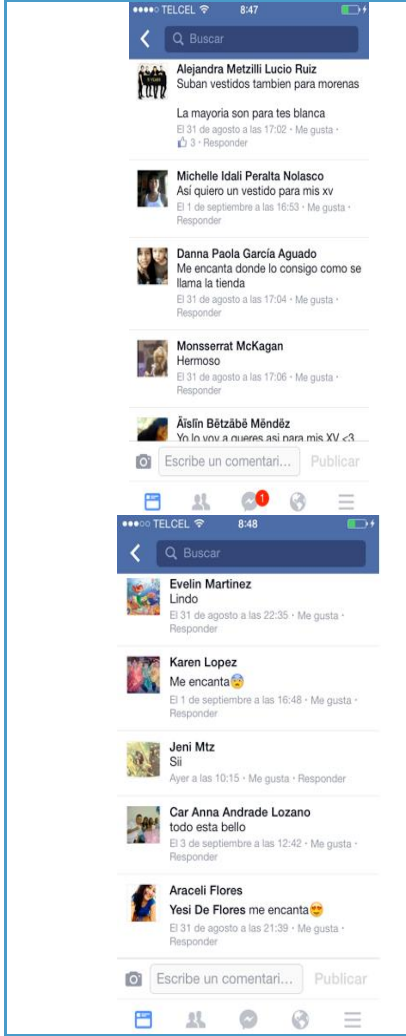 TELCEL 8:47
Buscar
Alejandra Metzilli Lucio Ruiz
Suban vestidos tambien para morenas
La mayoria son para tes blanca
El 31 de agosto a las 17:02 · Me gusta ·
3 · Responder
Michelle Idali Peralta Nolasco
Así quiero un vestido para mis xv
El 1 de septiembre a las 16:53 · Me gusta ·
Responder
Danna Paola García Aguado
Me encanta donde lo consigo como se
llama la tienda
El 31 de agosto a las 17:04 · Me gusta ·
Responder
Monsserrat McKagan
Hermoso
El 31 de agosto a las 17:06 · Me gusta ·
Responder
Äïslïn Bëtzäbë Mëndëz
Yo lo voy a queres asi para mis XV <3
Escribe un comentari... Publicar
1
TELCEL 8:48
Buscar
Evelin Martinez
Lindo
El 31 de agosto a las 22:35 · Me gusta ·
Responder
Karen Lopez
Me encanta😨
El 1 de septiembre a las 16:48 · Me gusta ·
Responder
Jeni Mtz
Sii
Ayer a las 10:15 · Me gusta · Responder
Car Anna Andrade Lozano
todo esta bello
El 3 de septiembre a las 12:42 · Me gusta ·
Responder
Araceli Flores
Yesi De Flores me encanta😍
El 31 de agosto a las 21:39 · Me gusta ·
Responder
Escribe un comentari... Publicar